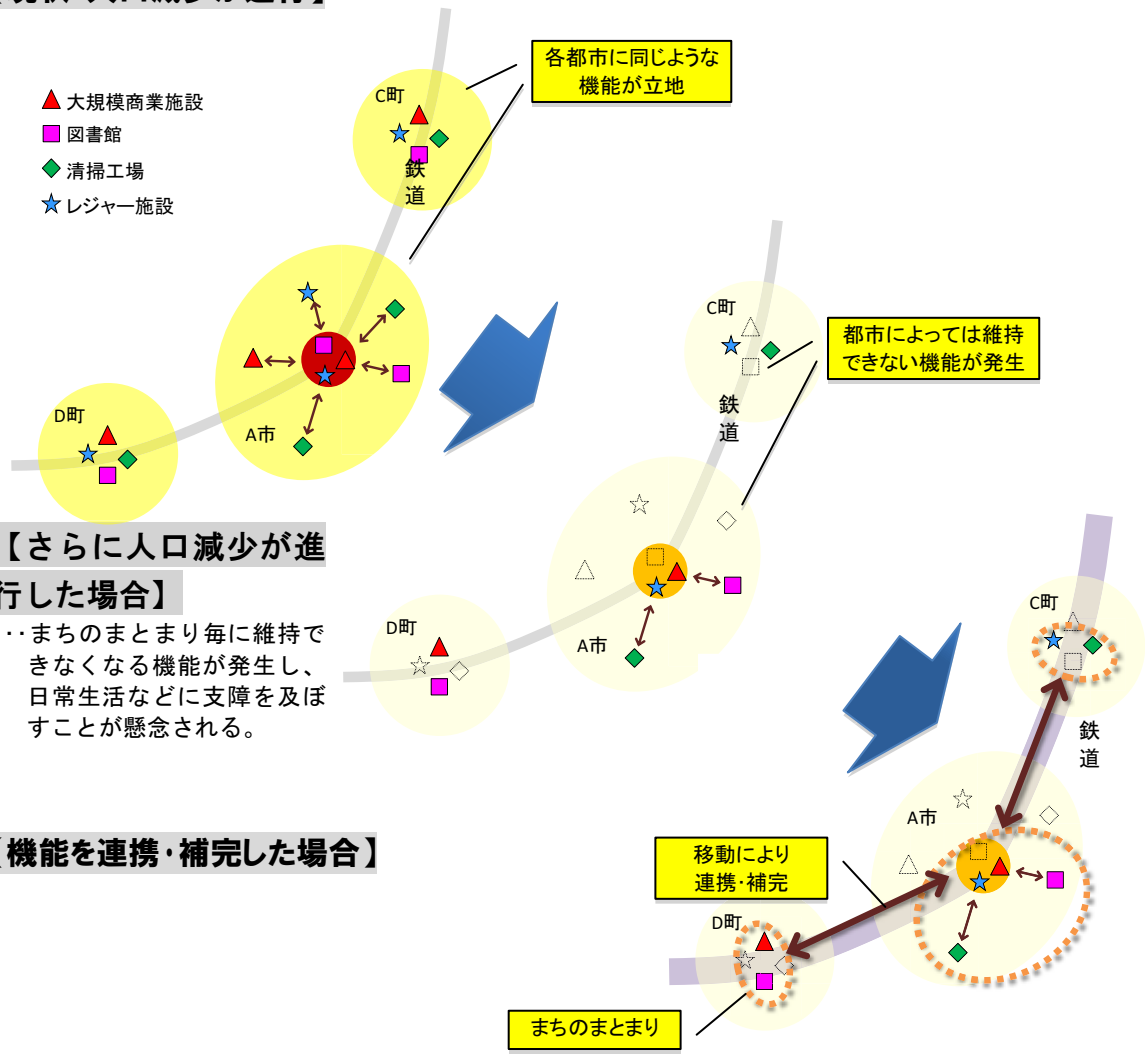 大規模商業施設
図書館
清掃工場
レジャー施設
各都市に同じような
機能が立地
C町
鉄
道
A市
D町
都市によっては維持
できない機能が発生
C町
鉄
道
A市
D町
【さらに人口減少が進
行した場合】
‥まちのまとまり毎に維持で
きなくなる機能が発生し、
日常生活などに支障を及ぼ
すことが懸念される。
機能を連携・補完した場合】
移動により
連携・補完
C町
鉄
道
A市
D町
まちのまとまり